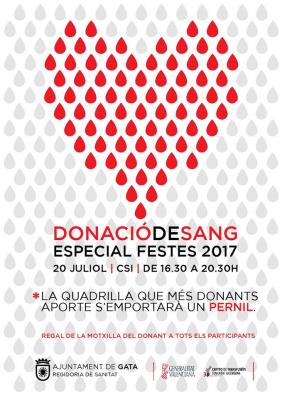 DONACIÓDESANG
ESPECIAL FESTES 2017
20 JULIOL | CSI | DE 16.30 A 20.30H
*LA QUADRILLA QUE MÉS DONANTS
APORTE S'EMPORTARÀ UN PERNIL.
REGAL DE LA MOTXILLA DEL DONANT A TOTS ELS PARTICIPANTS
AJUNTAMENT DE GATA
REGIDORIA DE SANITAT
GENERALITAT
VALENCIANA